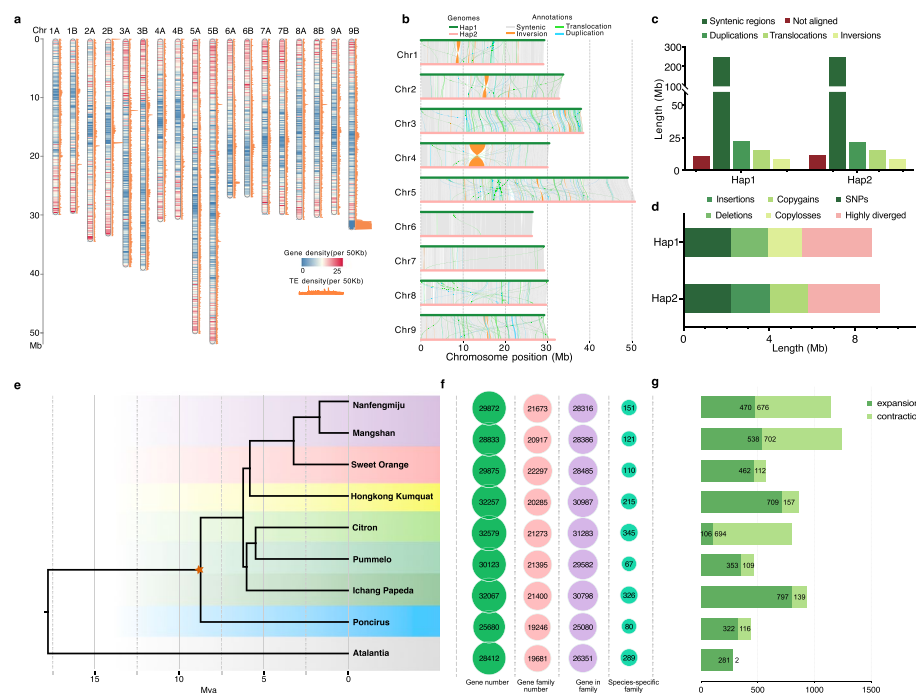 a
Chr 1A 1B 2A 2B 3A 3B 4A 4B 5A 5B 6A 6B 7A 7B 8A 8B 9A 9B
0
10
20
30
40
50
Mb
Gene density(per 50Kb)
0 25
TE density(per 50Kb)
b
Genomes Annotations
Hap1 Syntenic Translocation
Hap2 Inversion Duplication
Chr1
Chr2
Chr3
Chr4
Chr5
Chr6
Chr7
Chr8
Chr9
0 10 20 30 40 50
Chromosome position (Mb)
c
Syntenic regions Not aligned
Duplications Translocations Inversions
Length (Mb)
300
200
100
50
25
0
Hap1 Hap2
d
Insertions Copygains SNPs
Deletions Copylosses Highly diverged
Hap1
Hap2
0 2 4 6 8 10
Length (Mb)
e
Nanfengmiju
Mangshan
Sweet Orange
Hongkong Kumquat
Citron
Pummelo
Ichang Papeda
Poncirus
Atalantia
15 10 5 0
Mya
f
29872 21673 28316 151
28833 20917 28386 121
29875 22297 28485 110
32257 20285 30987 215
32579 21273 31283 345
30123 21395 29582 67
32067 21400 30798 326
25680 19246 25080 80
28412 19681 26351 289
Gene number Gene family number Gene in family Species-specific family
g
expansion
contraction
470 676
538 702
462 112
709 157
106 694
353 109
797 139
322 116
281 2
0 500 1000 1500